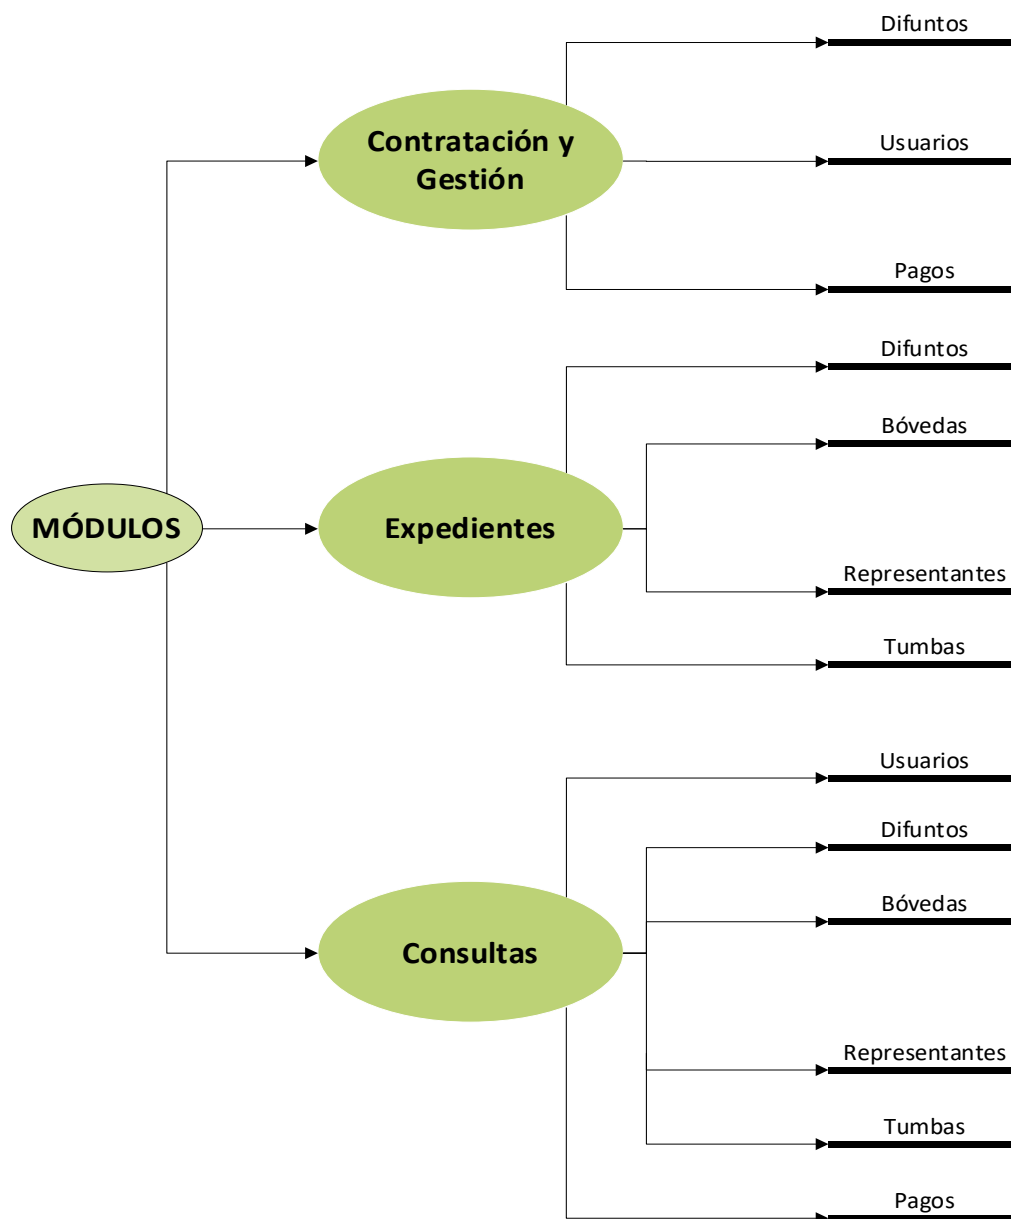 MÓDULOS
Contratación y
Gestión
Difuntos
Usuarios
Pagos
Expedientes
Difuntos
Bóvedas
Representantes
Tumbas
Consultas
Usuarios
Difuntos
Bóvedas
Representantes
Tumbas
Pagos